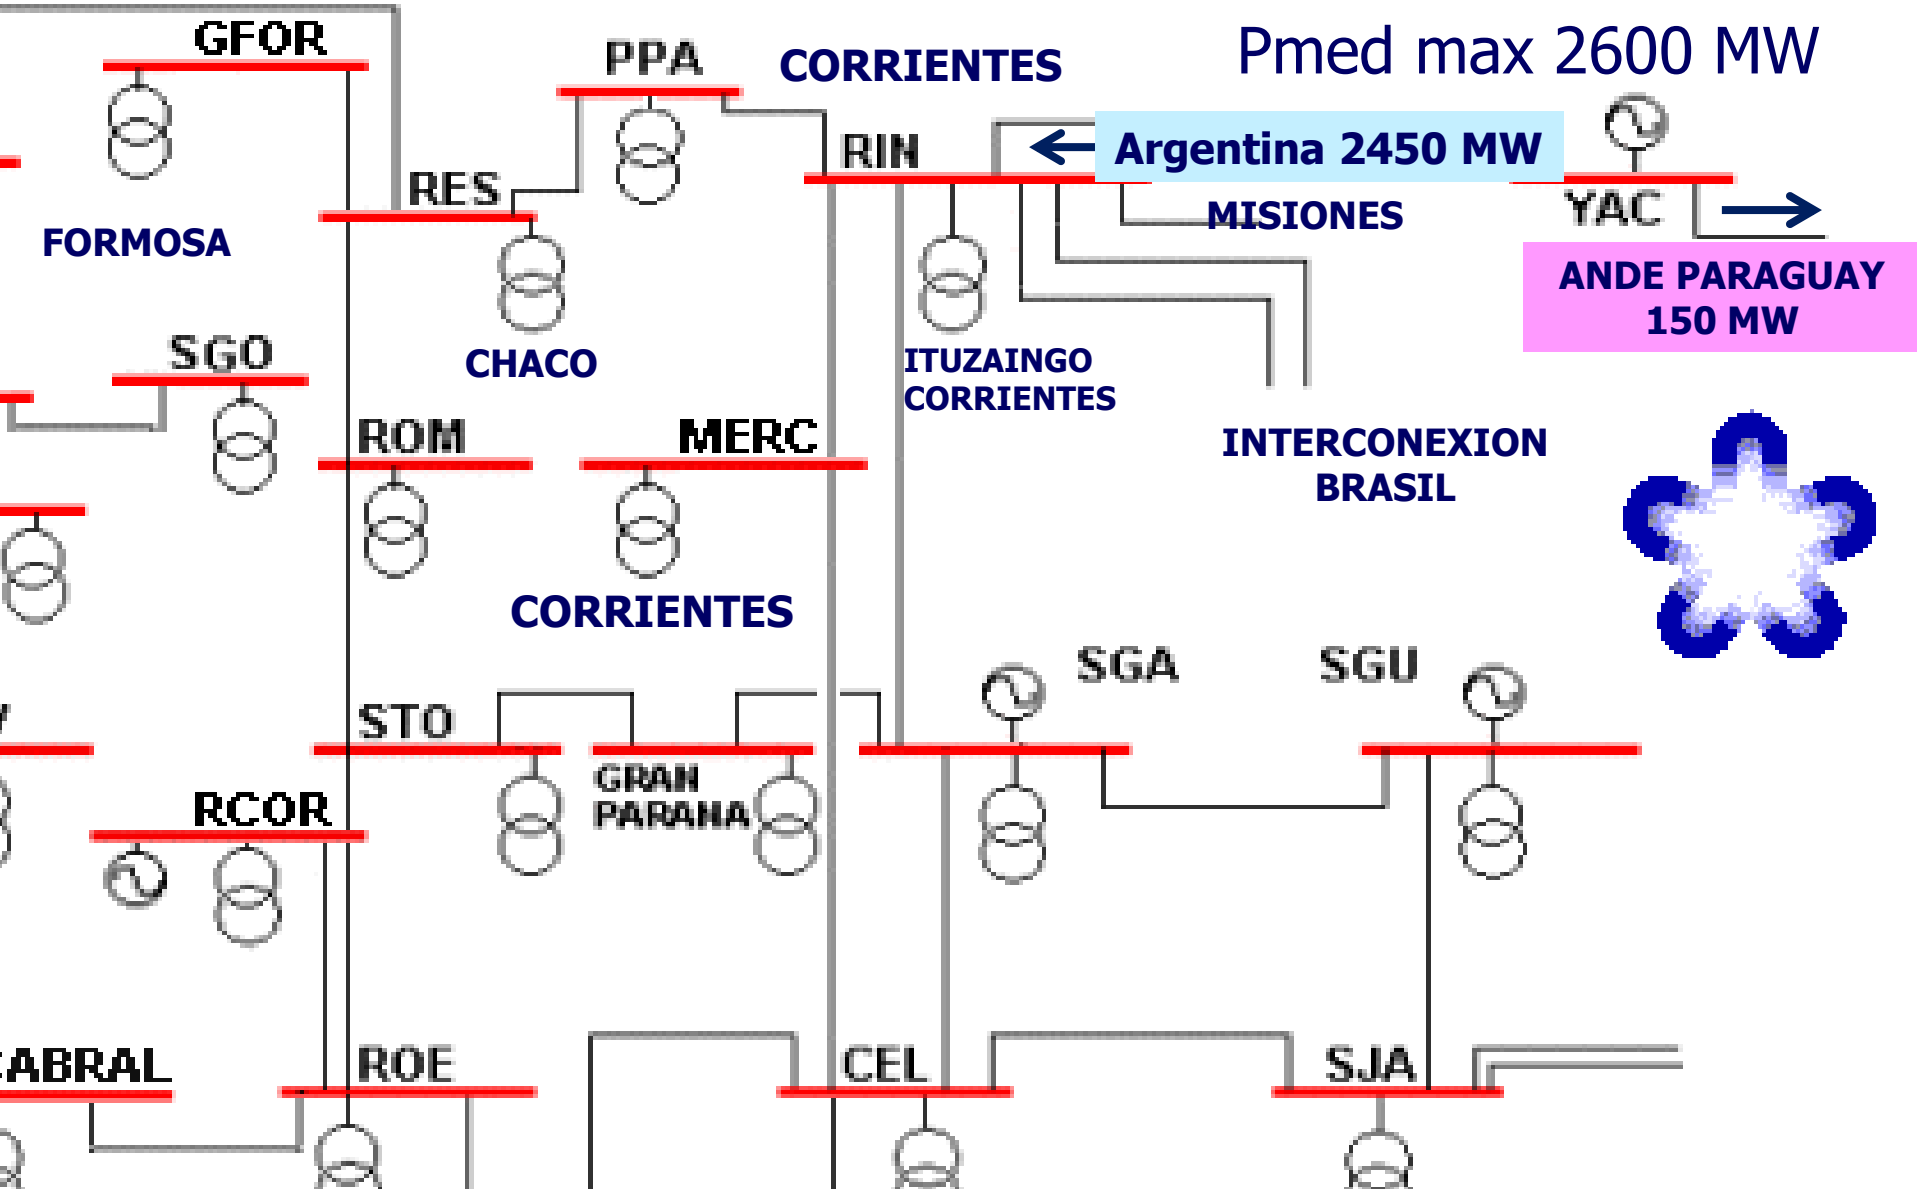 GFOR
PPA
CORRIENTES
Pmed max 2600 MW
RIN
Argentina 2450 MW
RES
MISIONES
YAC
FORMOSA
ANDE PARAGUAY
150 MW
SGO
CHACO
ITUZAINGO
CORRIENTES
ROM
MERC
INTERCONEXION
BRASIL
CORRIENTES
SGA
SGU
STO
GRAN
PARANA
RCOR
ABRAL
ROE
CEL
SJA